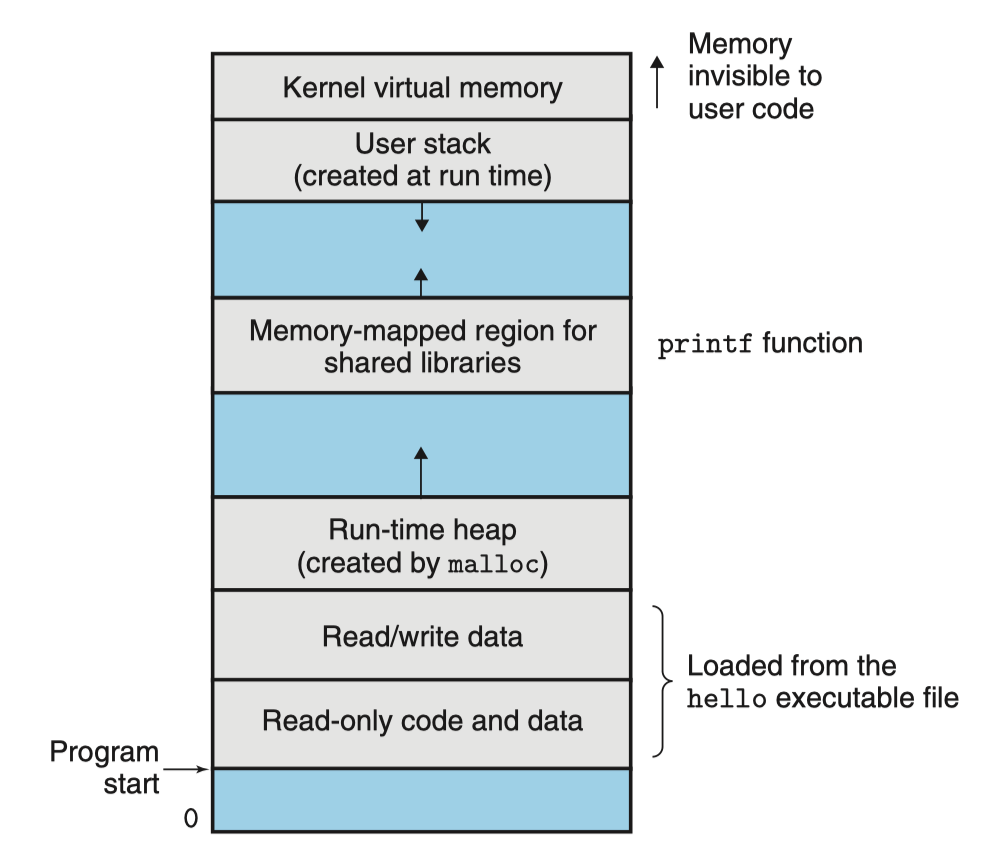 Memory
invisible to
user code
Kernel virtual memory
User stack
(created at run time)
Memory-mapped region for
shared libraries
printf function
Run-time heap
(created by malloc)
Read/write data
Loaded from the
hello executable file
Read-only code and data
Program
start
0